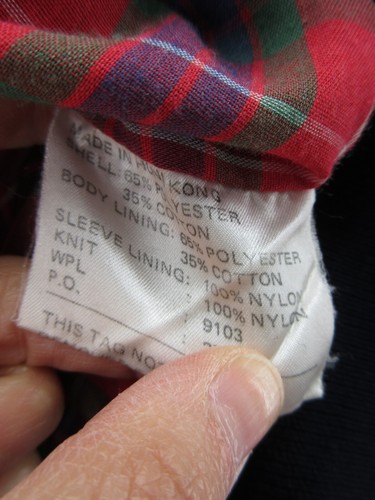 MADE IN HONG KONG
SHELL: 65% POLYESTER
35% COTTON
BODY LINING: 65% POLYESTER
35% COTTON
SLEEVE LINING: 100% NYLON
KNIT : 100% NYLON
WPL : 9103
P.O. :
THIS TAG NOT